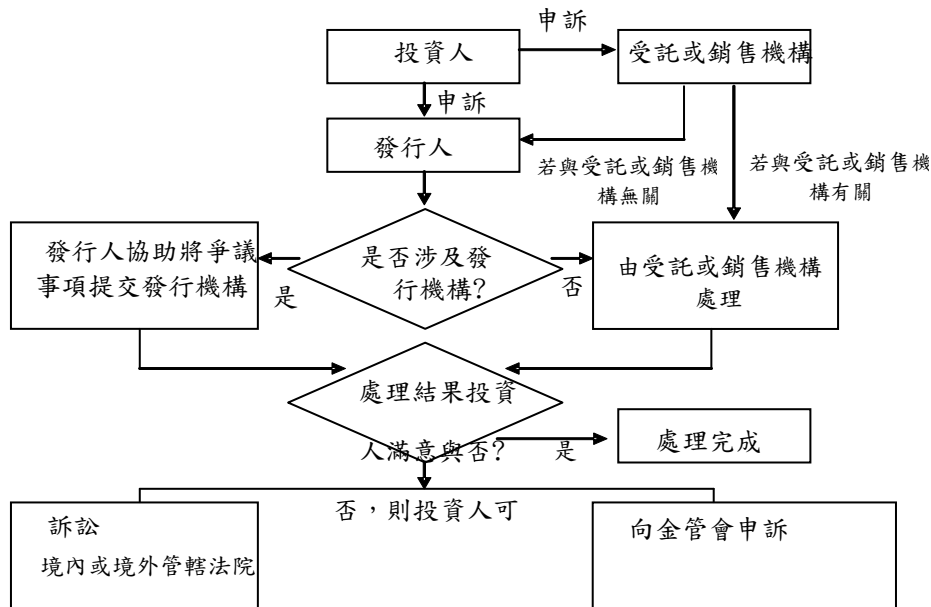 申訴
投資人
受託或銷售機構
申訴
發行人
若與受託或銷售機
構無關
若與受託或銷售機
構有關
發行人協助將爭議
事項提交發行機構
是
是否涉及發
行機構?
否
由受託或銷售機構
處理
處理結果投資
人滿意與否?
是
處理完成
否，則投資人可
訴訟
境內或境外管轄法院
向金管會申訴